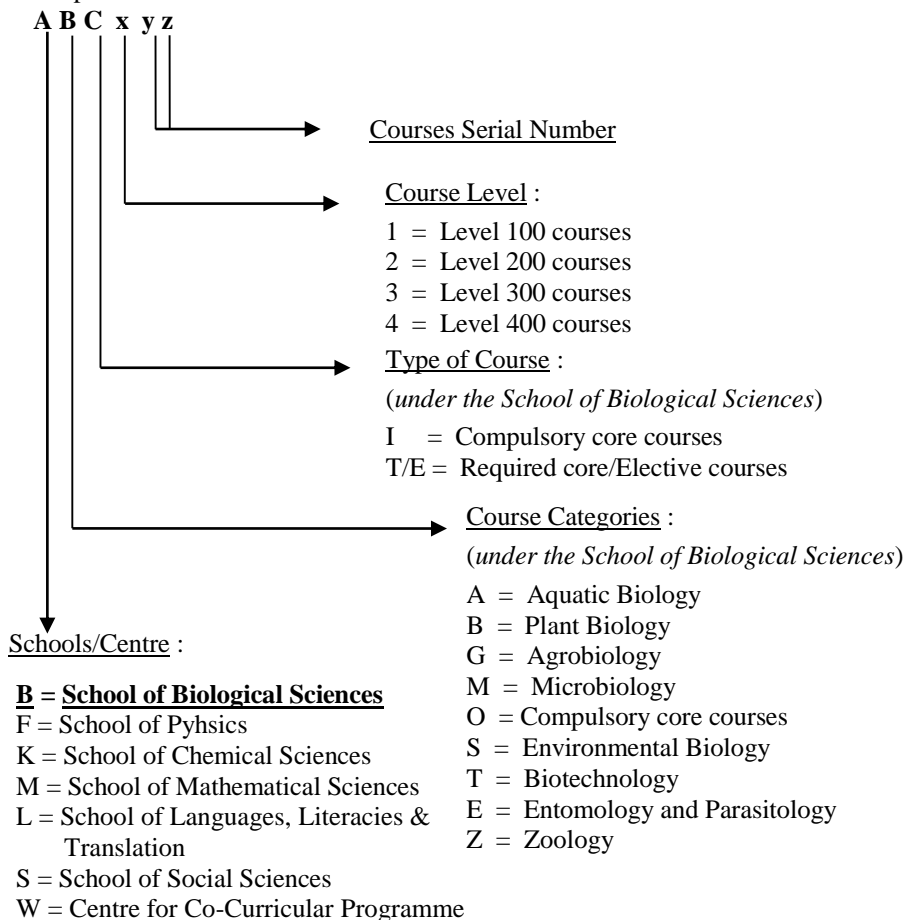 A B C x y z
Courses Serial Number
Course Level :
1 = Level 100 courses
2 = Level 200 courses
3 = Level 300 courses
4 = Level 400 courses
Type of Course :
(under the School of Biological Sciences)
I = Compulsory core courses
T/E = Required core/Elective courses
Course Categories :
(under the School of Biological Sciences)
A = Aquatic Biology
B = Plant Biology
G = Agrobiology
M = Microbiology
O = Compulsory core courses
S = Environmental Biology
T = Biotechnology
E = Entomology and Parasitology
Z = Zoology
Schools/Centre :
B = School of Biological Sciences
F = School of Pyhsics
K = School of Chemical Sciences
M = School of Mathematical Sciences
L = School of Languages, Literacies &
Translation
S = School of Social Sciences
W = Centre for Co-Curricular Programme